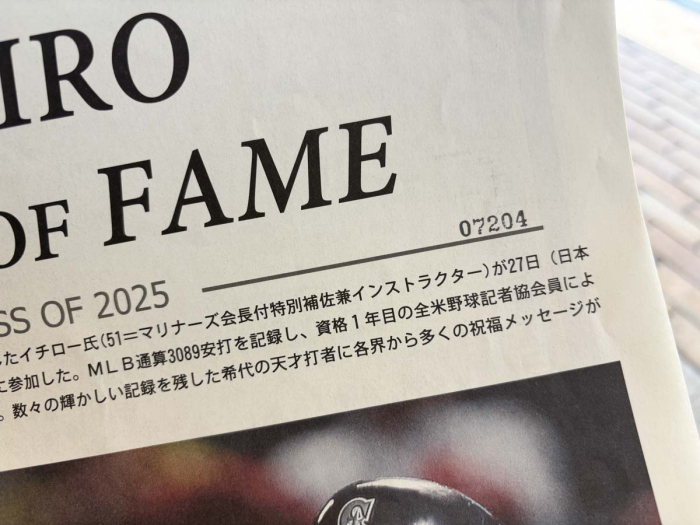 IRO
OF FAME
07204
SS OF 2025
したイチロー氏(51=マリナーズ会長付特別補佐兼インストラクター)が27日（日本
に参加した。MLB通算3089安打を記録し、資格1年目の全米野球記者協会員によ
。数々の輝かしい記録を残した希代の天才打者に各界から多くの祝福メッセージが